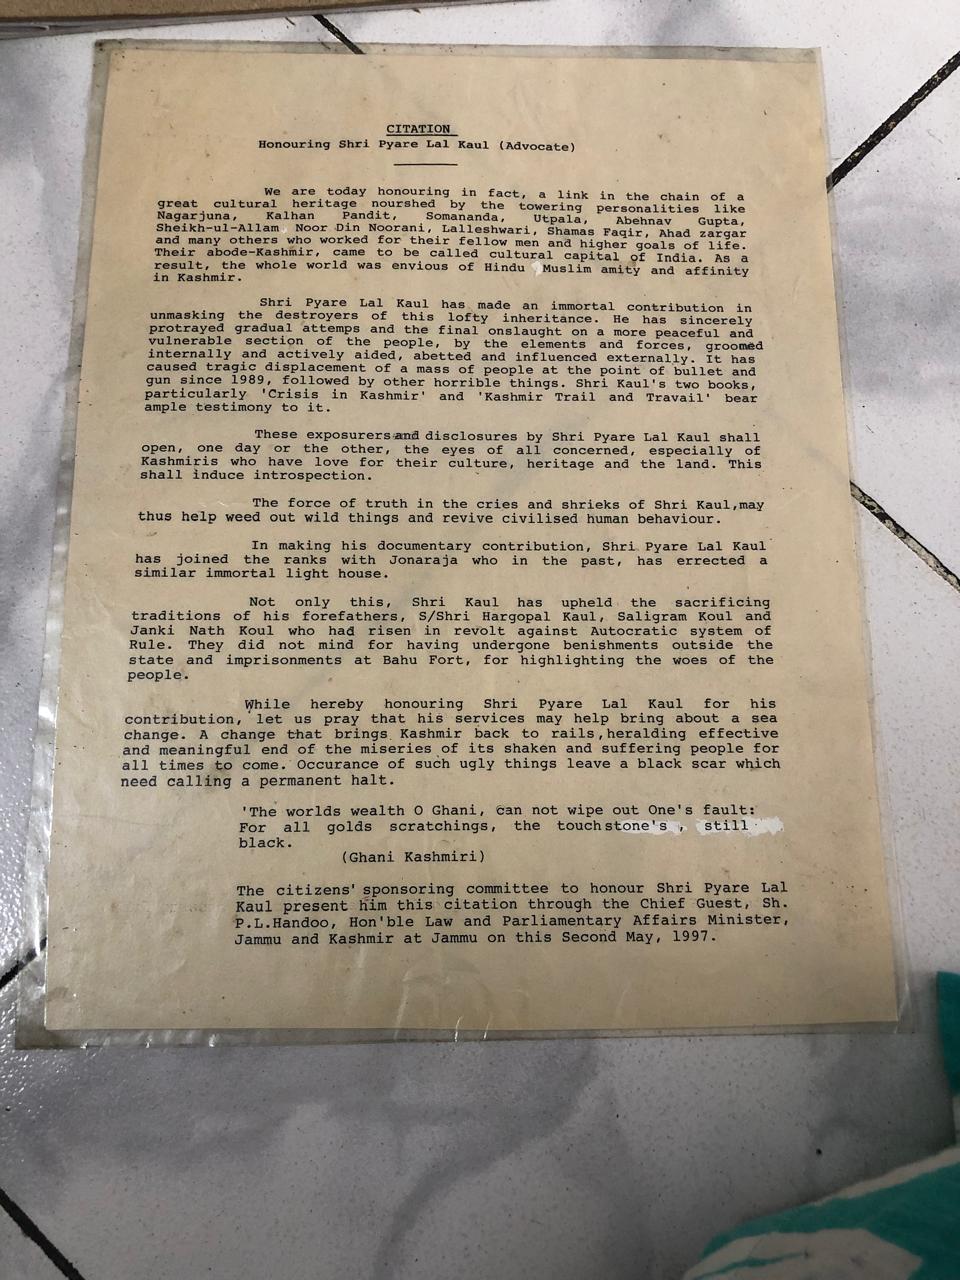 CITATION
Honouring Shri Pyare Lal Kaul (Advocate)
We are today honouring in fact, a link in the chain of a
great cultural heritage nourshed by the towering personalities like
Nagarjuna, Kalhan Pandit, Somananda, Utpala, Abehnav Gupta,
Sheikh-ul-Allam Noor Din Noorani, Lalleshwari, Shamas Faqir, Ahad zargar
and many others who worked for their fellow men and higher goals of life.
Their abode-Kashmir, came to be called cultural capital of India. As a
result, the whole world was envious of Hindu Muslim amity and affinity
in Kashmir.
Shri Pyare Lal Kaul has made an immortal contribution in
unmasking the destroyers of this lofty inheritance. He has sincerely
protrayed gradual attemps and the final onslaught on a more peaceful and
vulnerable section of the people, by the elements and forces, groomed
internally and actively aided, abetted and influenced externally. It has
caused tragic displacement of a mass of people at the point of bullet and
gun since 1989, followed by other horrible things. Shri Kaul's two books,
particularly 'Crisis in Kashmir' and 'Kashmir Trail and Travail' bear
ample testimony to it.
These exposurers and disclosures by Shri Pyare Lal Kaul shall
open, one day or the other, the eyes of all concerned, especially of
Kashmiris who have love for their culture, heritage and the land. This
shall induce introspection.
The force of truth in the cries and shrieks of Shri Kaul,may
thus help weed out wild things and revive civilised human behaviour.
In making his documentary contribution, Shri Pyare Lal Kaul
has joined the ranks with Jonaraja who in the past, has errected a
similar immortal light house.
Not only this, Shri Kaul has upheld the sacrificing
traditions of his forefathers, S/Shri Hargopal Kaul, Saligram Koul and
Janki Nath Koul who had risen in revolt against Autocratic system of
Rule. They did not mind for having undergone benishments outside the
state and imprisonments at Bahu Fort, for highlighting the woes of the
people.
While hereby honouring Shri Pyare Lal Kaul for his
contribution, let us pray that his services may help bring about a sea
change. A change that brings Kashmir back to rails,heralding effective
and meaningful end of the miseries of its shaken and suffering people for
all times to come. Occurance of such ugly things leave a black scar which
need calling a permanent halt.
'The worlds wealth O Ghani, can not wipe out One's fault:
For all golds scratchings, the touchstone's, still
black.
(Ghani Kashmiri)
The citizens' sponsoring committee to honour Shri Pyare Lal
Kaul present him this citation through the Chief Guest, Sh.
P.L.Handoo, Hon'ble Law and Parliamentary Affairs Minister,
Jammu and Kashmir at Jammu on this Second May, 1997.